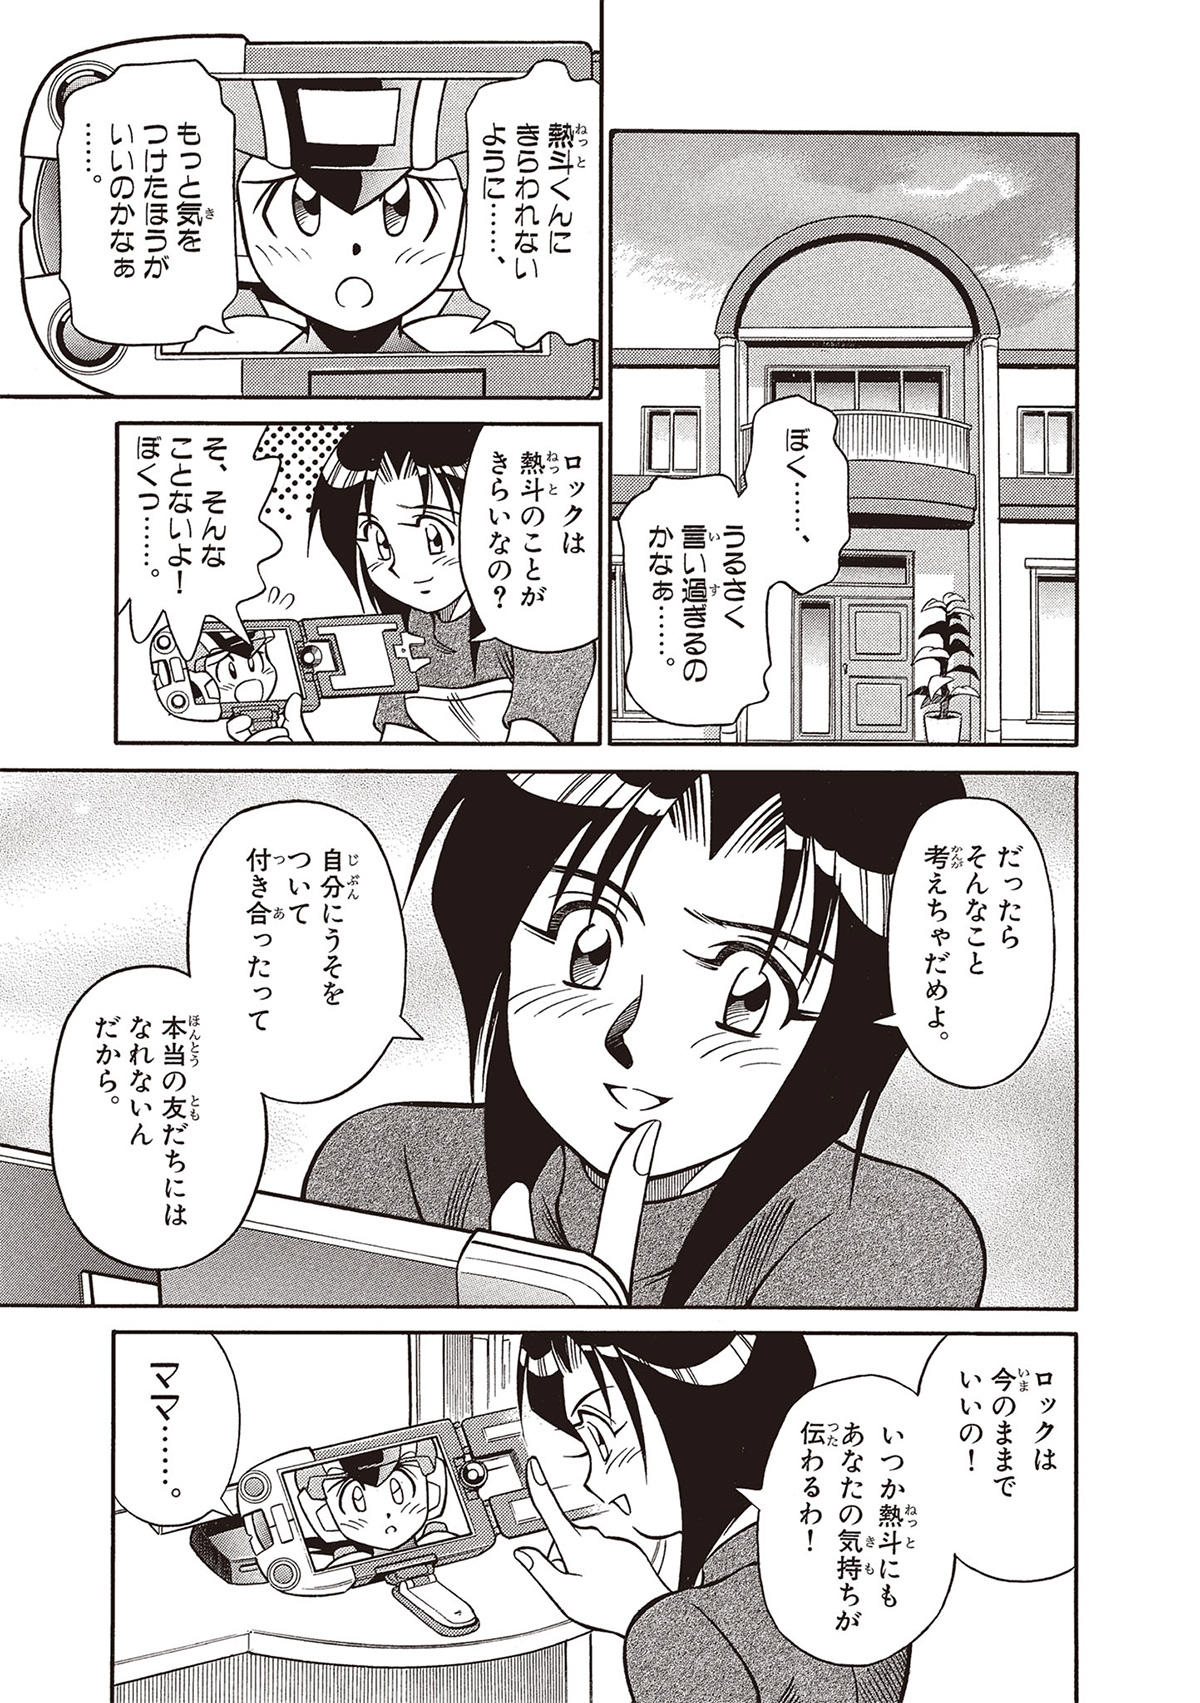 ぼく……、
うるさく
言い過ぎるの
かなぁ……。
熱斗くんに
きらわれない
ように……、
もっと気を
つけたほうが
いいのかなぁ
……。
ロックは
熱斗のことが
きらいなの？
そ、そんな
ことないよ！
ぼくっ……。
だったら
そんなこと
考えちゃだめよ。
自分にうそを
ついて
付き合ったって
本当の友だちには
なれないん
だから。
ロックは
今のままで
いいの！
いつか熱斗にも
あなたの気持ちが
伝わるわ！
ママ……。